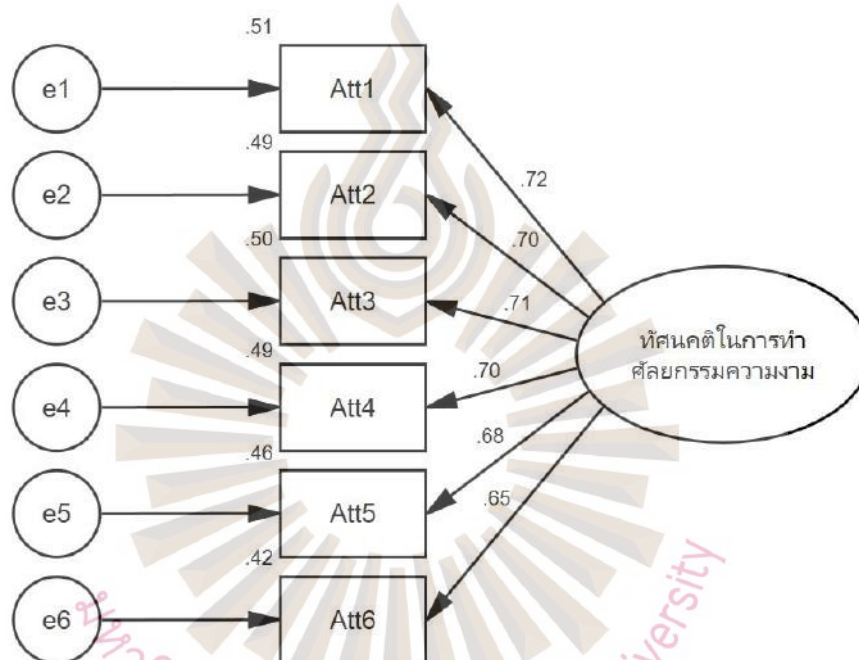 .51
e1 Att1
.49
.72
e2 Att2
.70
.50
e3 Att3
.71
ทัศนคติในการทำ
ศัลยกรรมความงาม
.49
.70
e4 Att4
.46
.68
e5 Att5
.65
.42
e6 Att6